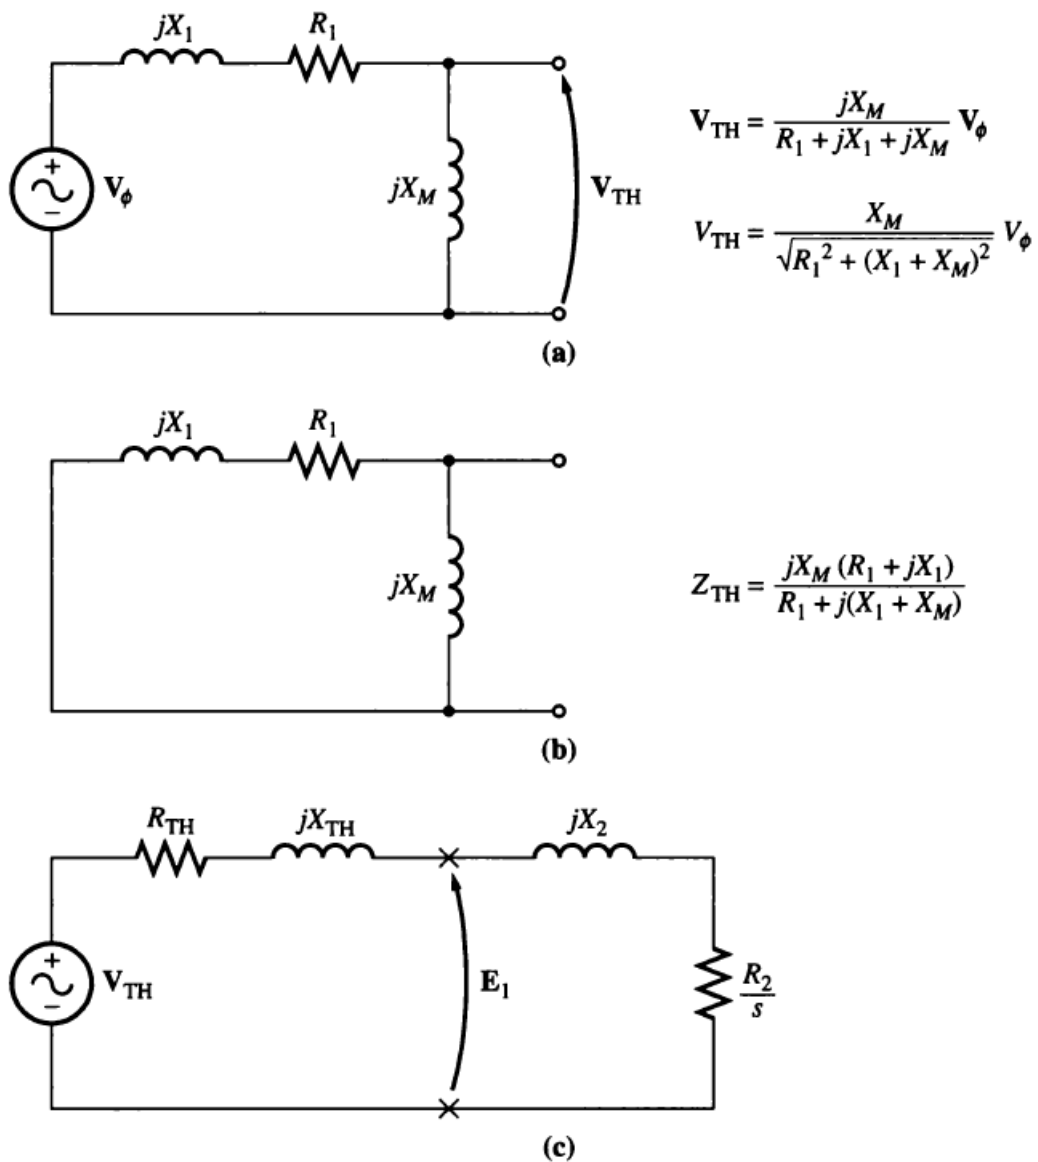 jX₁ R₁
+
V_ϕ
−
jX_M
V_TH
V_TH = jX_M / (R₁ + jX₁ + jX_M) V_ϕ
V_TH = X_M / √(R₁² + (X₁ + X_M)²) V_ϕ
(a)
jX₁ R₁
jX_M
Z_TH = jX_M (R₁ + jX₁) / (R₁ + j(X₁ + X_M))
(b)
R_TH jX_TH jX₂
+
V_TH
−
E₁
R₂/s
(c)